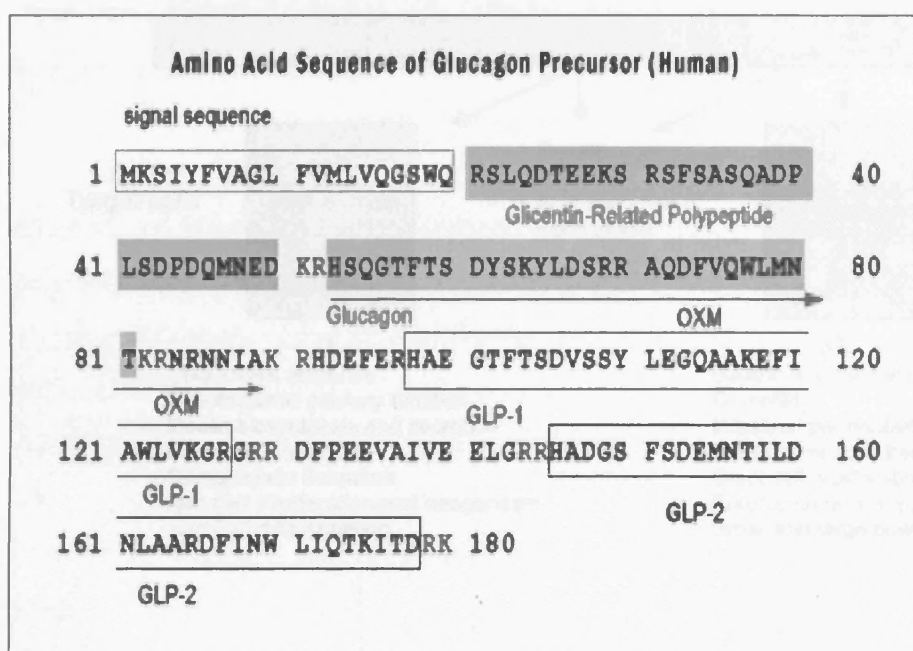 Amino Acid Sequence of Glucagon Precursor (Human)
signal sequence
1 MKSIYFVAGL FVMLVQGSWQ RSLQDTEEKS RSFSASQADP 40
Glicentin-Related Polypeptide
41 LSDPDQMNED KRHSQGTFTS DYSKYLDSRR AQDFVQWLMN 80
Glucagon OXM
81 TKRNRNNIAK RHDEFERHAE GTFTSDVSSY LEGQAAKEFI 120
OXM GLP-1
121 AWLVKGRGRR DFPEEVAIVE ELGRRHADGS FSDEMNTILD 160
GLP-1 GLP-2
161 NLAARDFINW LIQTKITDRK 180
GLP-2